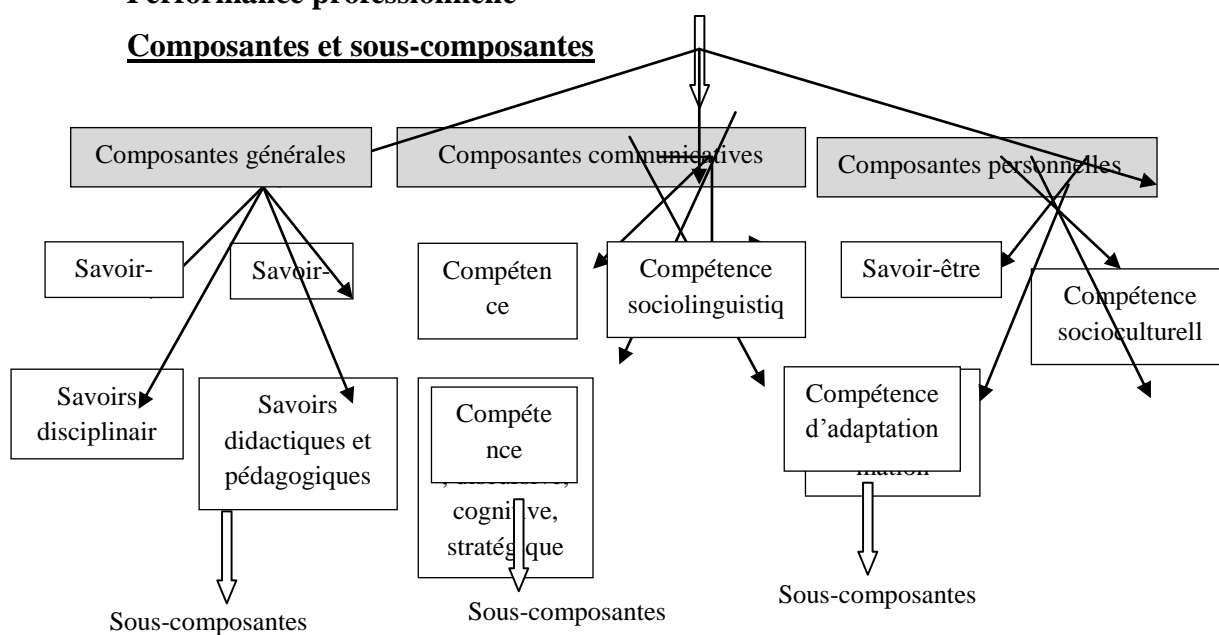 Performance professionnelle
Composantes et sous-composantes
Composantes générales
Composantes communicatives
Composantes personnelles
Savoir-
Savoir-
Compéten
ce
Compétence
sociolinguistiq
Savoir-être
Compétence
socioculturell
Savoirs
disciplinair
Savoirs
didactiques et
pédagogiques
Compéte
nce
cognitive,
stratégique
Compétence
d’adaptation
Sous-composantes
Sous-composantes
Sous-composantes